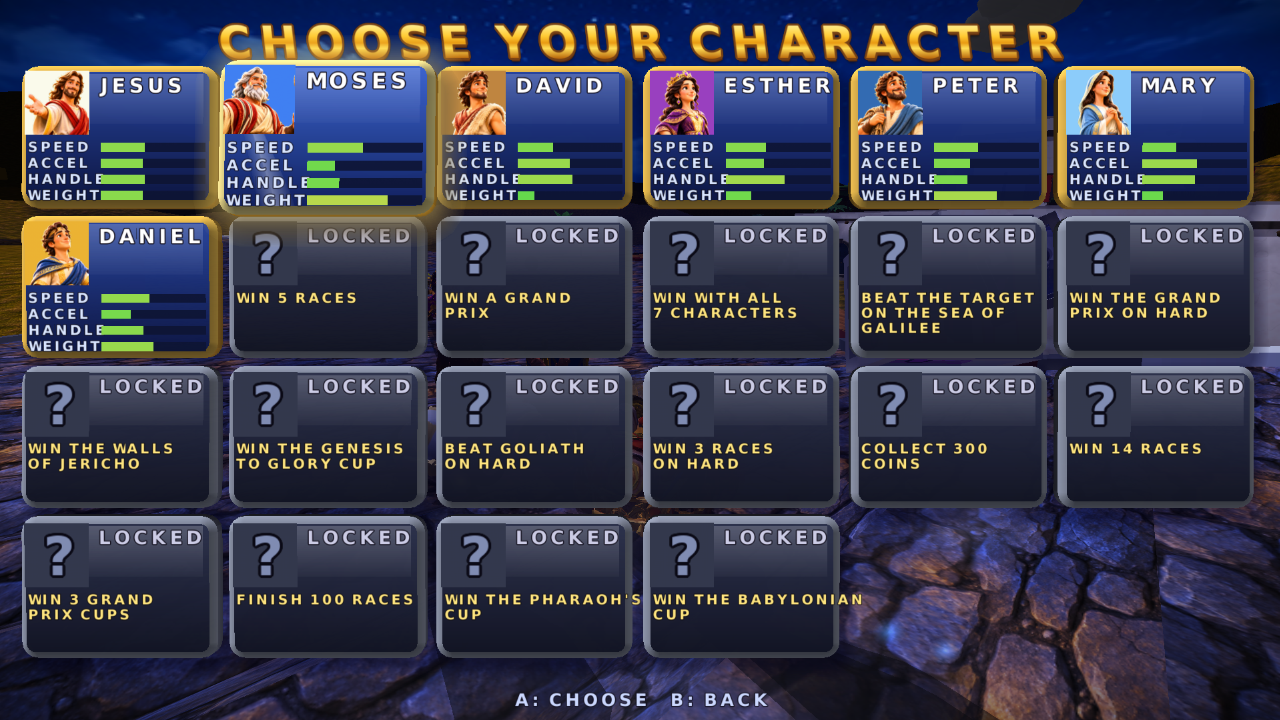 CHOOSE YOUR CHARACTER
JESUS
SPEED
ACCEL
HANDLE
WEIGHT
MOSES
SPEED
ACCEL
HANDLE
WEIGHT
DAVID
SPEED
ACCEL
HANDLE
WEIGHT
ESTHER
SPEED
ACCEL
HANDLE
WEIGHT
PETER
SPEED
ACCEL
HANDLE
WEIGHT
MARY
SPEED
ACCEL
HANDLE
WEIGHT
DANIEL
SPEED
ACCEL
HANDLE
WEIGHT
? LOCKED
WIN 5 RACES
? LOCKED
WIN A GRAND
PRIX
? LOCKED
WIN WITH ALL
7 CHARACTERS
? LOCKED
BEAT THE TARGET
ON THE SEA OF
GALILEE
? LOCKED
WIN THE GRAND
PRIX ON HARD
? LOCKED
WIN THE WALLS
OF JERICHO
? LOCKED
WIN THE GENESIS
TO GLORY CUP
? LOCKED
BEAT GOLIATH
ON HARD
? LOCKED
WIN 3 RACES
ON HARD
? LOCKED
COLLECT 300
COINS
? LOCKED
WIN 14 RACES
? LOCKED
WIN 3 GRAND
PRIX CUPS
? LOCKED
FINISH 100 RACES
? LOCKED
WIN THE PHARAOH'S
CUP
? LOCKED
WIN THE BABYLONIAN
CUP
A: CHOOSE B: BACK